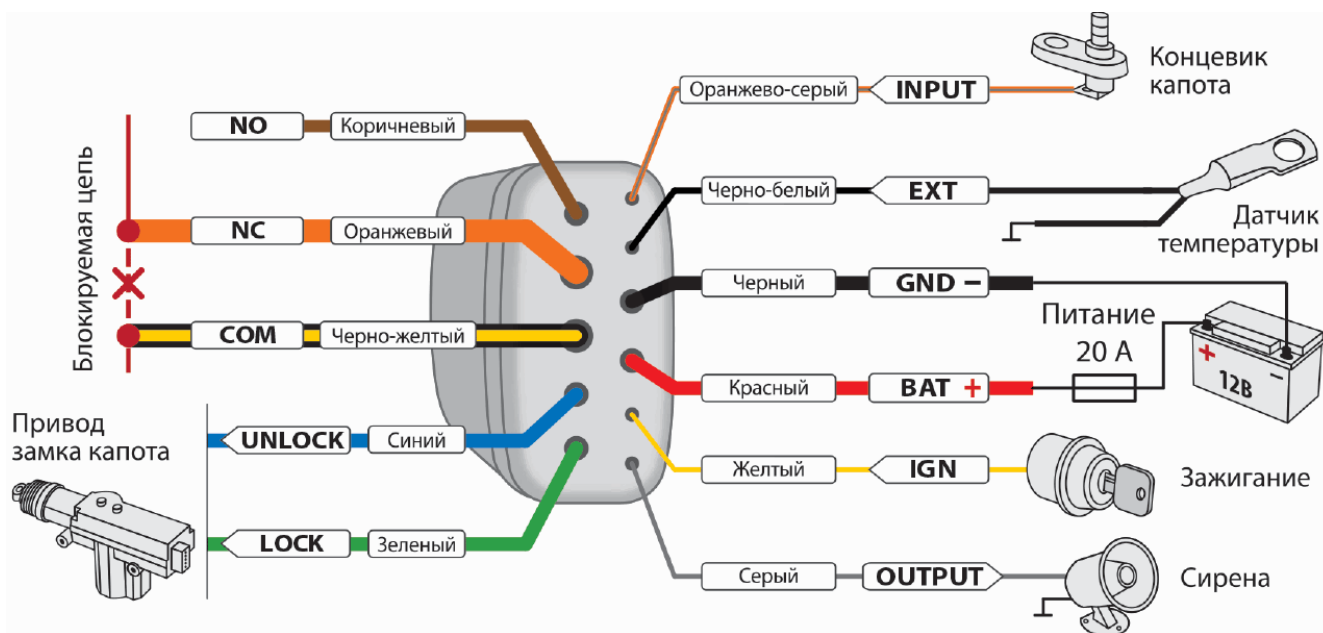 Блокируемая цепь
NO
Коричневый
NC
Оранжевый
COM
Черно-желтый
Привод
замка капота
UNLOCK
Синий
LOCK
Зеленый
Оранжево-серый
INPUT
Концевик
капота
Черно-белый
EXT
Датчик
температуры
Черный
GND –
Питание
20 А
Красный
BAT +
+
–
12В
Желтый
IGN
Зажигание
Серый
OUTPUT
Сирена